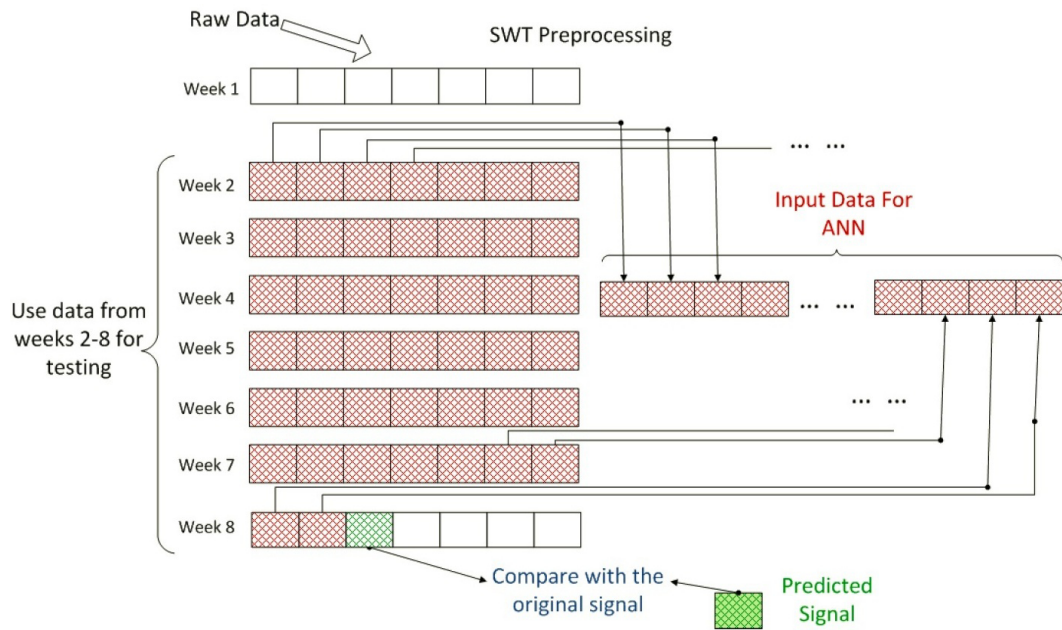 Raw Data
SWT Preprocessing
Week 1
... ...
Week 2
Input Data For
ANN
Week 3
Week 4
... ...
Use data from
weeks 2-8 for
testing
Week 5
Week 6
... ...
Week 7
Week 8
Compare with the
original signal
Predicted
Signal